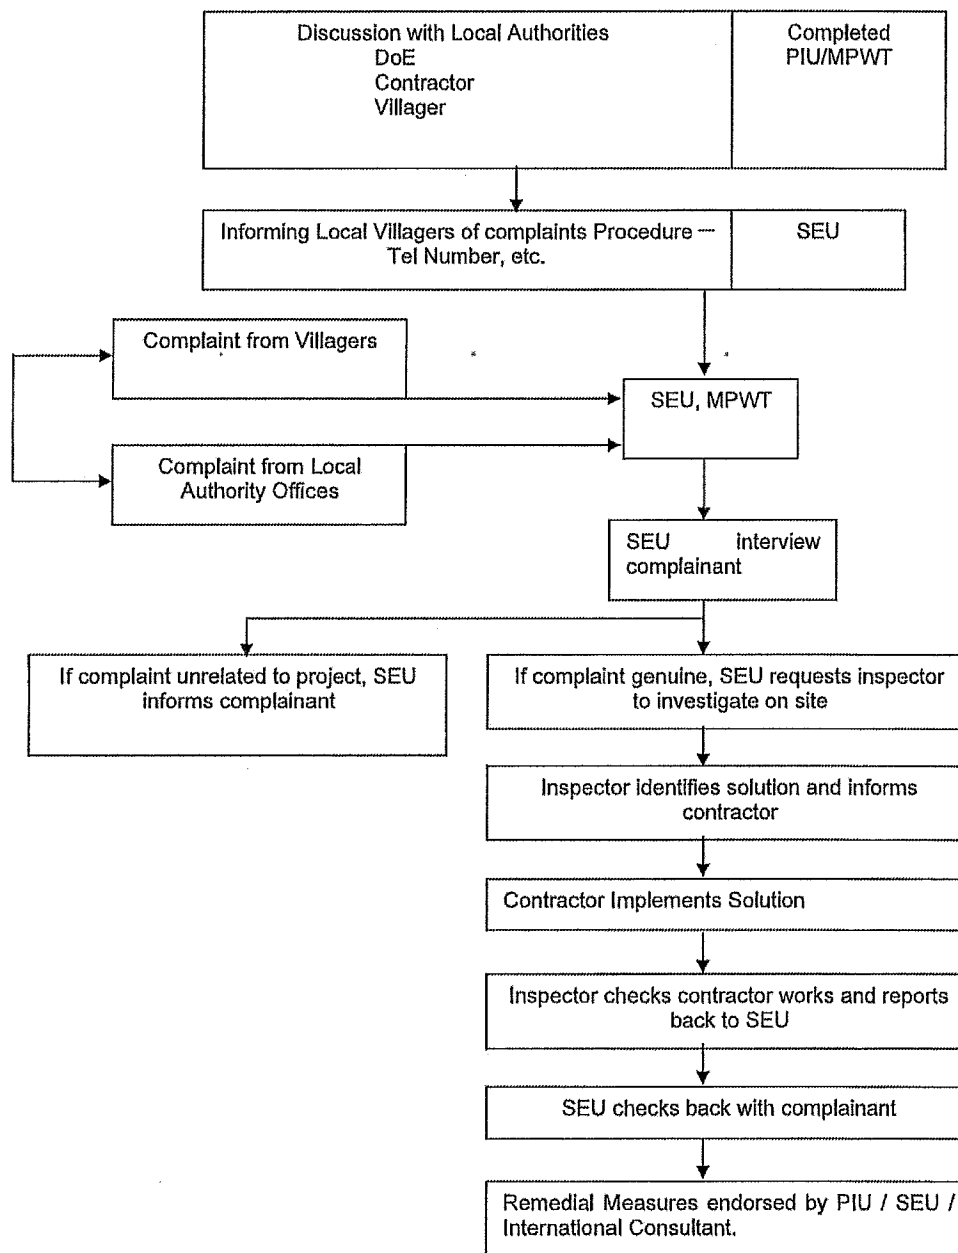 Discussion with Local Authorities
DoE
Contractor
Villager
Completed
PIU/MPWT
Informing Local Villagers of complaints Procedure —
Tel Number, etc.
SEU
Complaint from Villagers
SEU, MPWT
Complaint from Local
Authority Offices
SEU interview
complainant
If complaint unrelated to project, SEU
informs complainant
If complaint genuine, SEU requests inspector
to investigate on site
Inspector identifies solution and informs
contractor
Contractor Implements Solution
Inspector checks contractor works and reports
back to SEU
SEU checks back with complainant
Remedial Measures endorsed by PIU / SEU /
International Consultant.